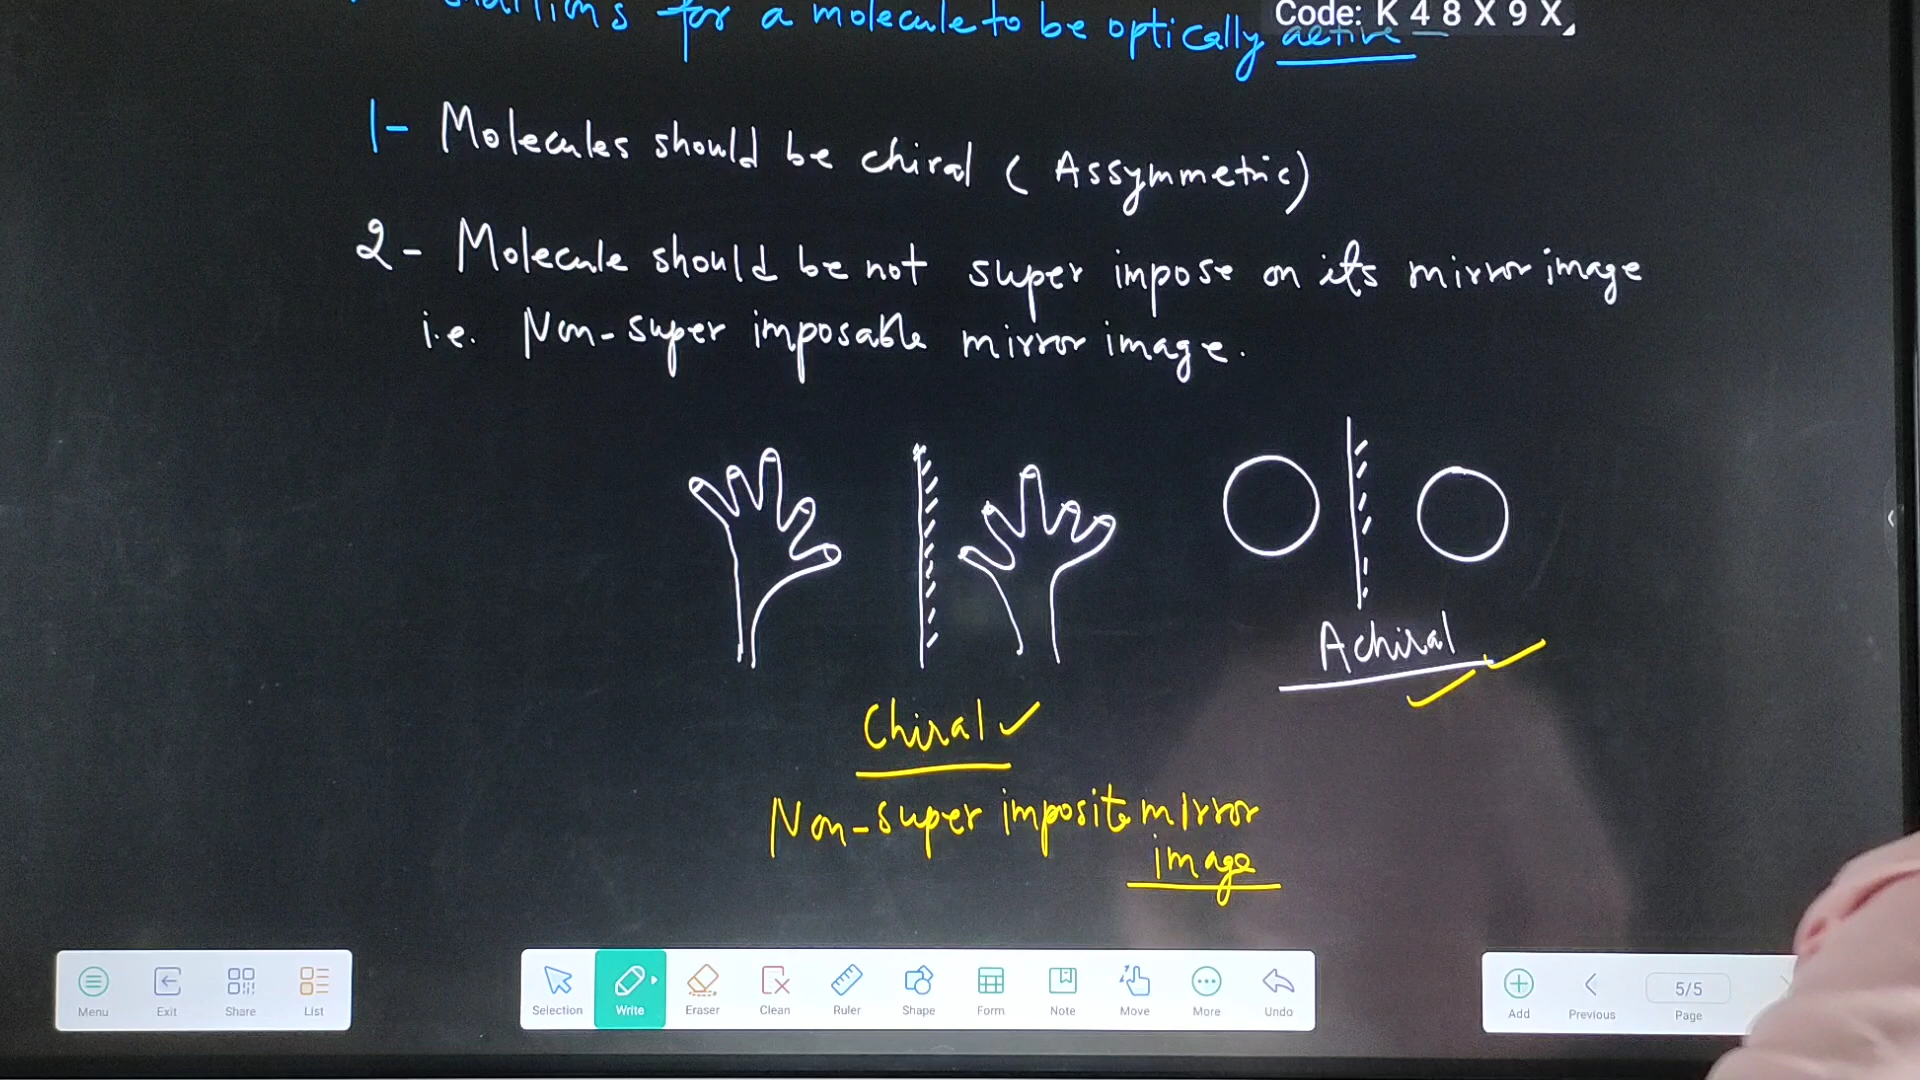 for a molecule to be optically active
Code: K 4 8 X 9 X
1- Molecules should be chiral ( Assymmetric)
2- Molecule should be not super impose on its mirror image
i.e. Non-super imposable mirror image.
Achiral
Chiral
Non-super imposite mirror
image
Menu
Exit
Share
List
Selection
Write
Eraser
Clean
Ruler
Shape
Form
Note
Move
More
Undo
Add
Previous
5/5
Page